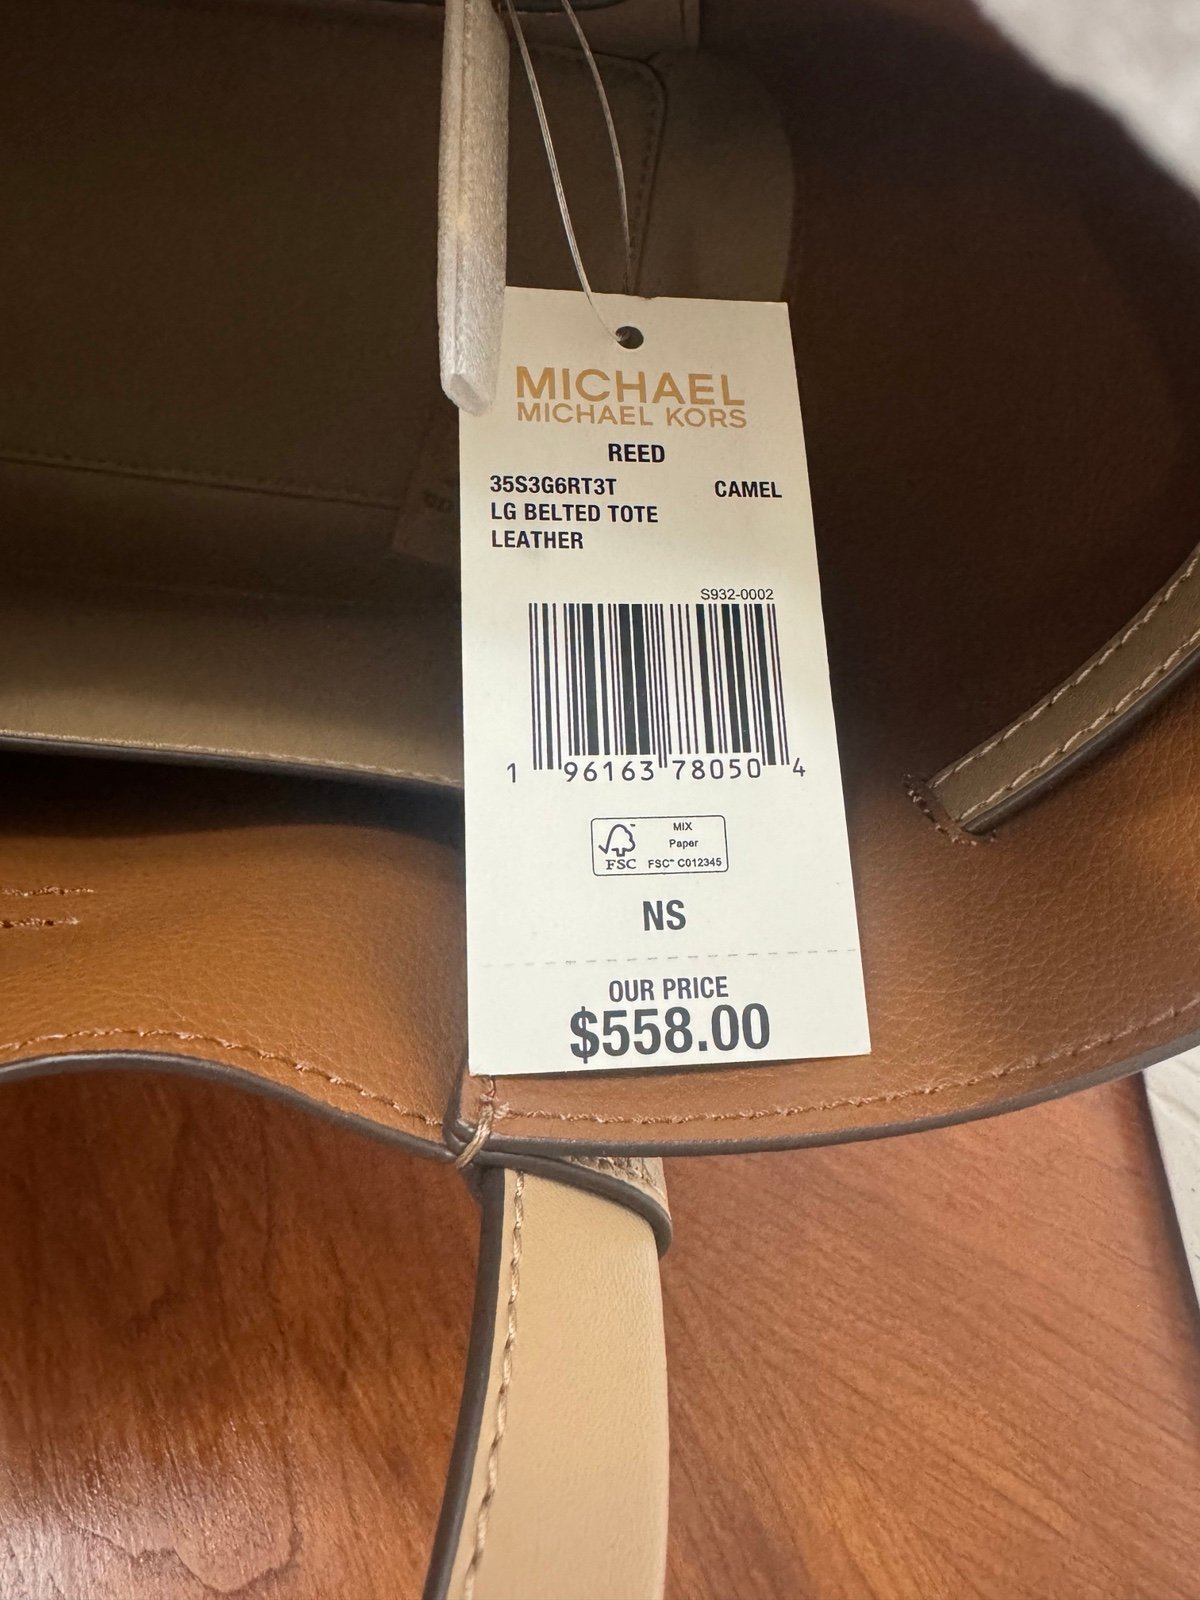 MICHAEL
MICHAEL KORS
REED
35S3G6RT3T CAMEL
LG BELTED TOTE
LEATHER
S932-0002
1 96163 78050 4
MIX
Paper
FSC FSC™ C012345
NS
OUR PRICE
$558.00